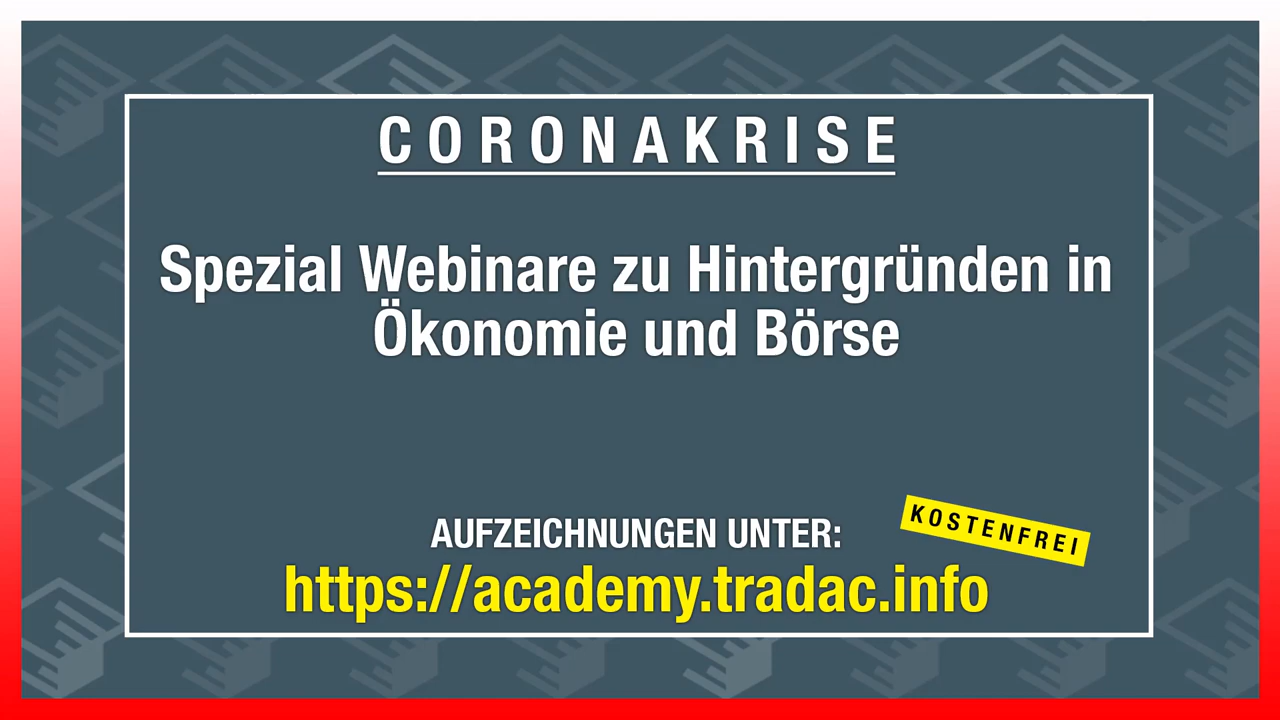 CORONAKRISE
Spezial Webinare zu Hintergründen in
Ökonomie und Börse
KOSTENFREI
AUFZEICHNUNGEN UNTER:
https://academy.tradac.info